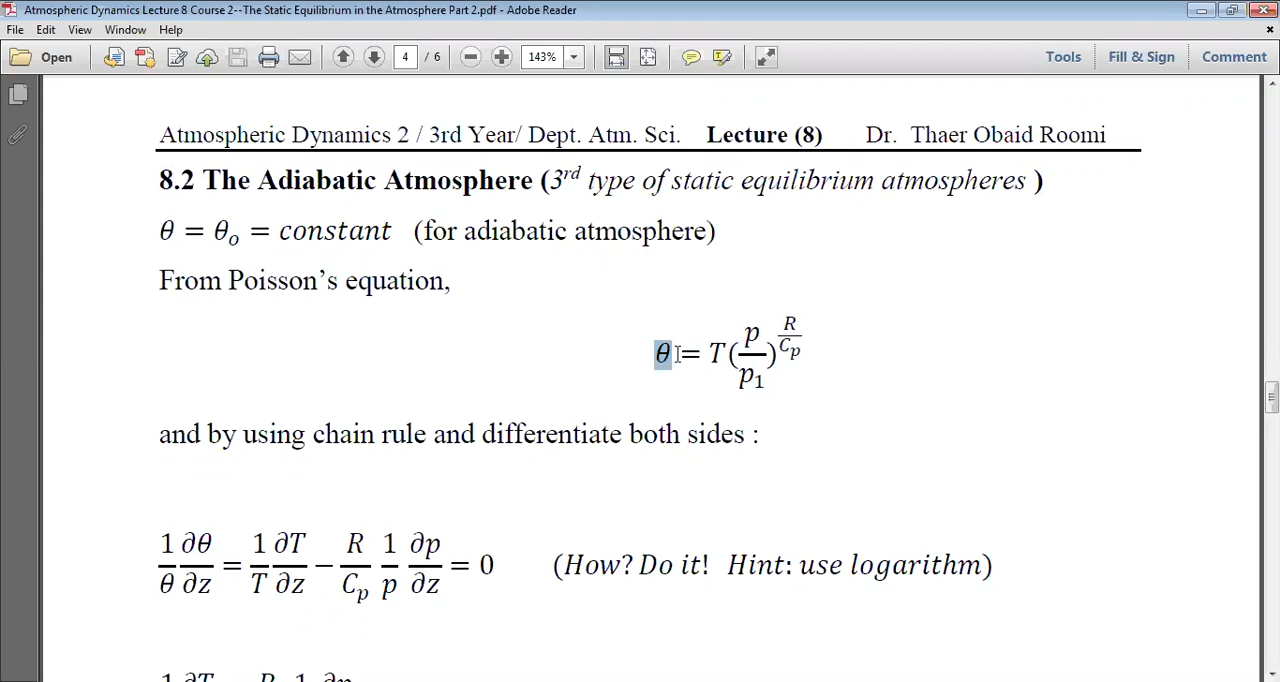 Atmospheric Dynamics Lecture 8 Course 2--The Static Equilibrium in the Atmosphere Part 2.pdf - Adobe Reader
File Edit View Window Help
Open 4 / 6 143% Tools Fill & Sign Comment
Atmospheric Dynamics 2 / 3rd Year/ Dept. Atm. Sci. Lecture (8) Dr. Thaer Obaid Roomi
8.2 The Adiabatic Atmosphere (3rd type of static equilibrium atmospheres )
θ = θo = constant (for adiabatic atmosphere)
From Poisson’s equation,
θ = T(p/p₁)^(R/Cp)
and by using chain rule and differentiate both sides :
1/θ ∂θ/∂z = 1/T ∂T/∂z − R/Cp 1/p ∂p/∂z = 0 (How? Do it! Hint: use logarithm)
1 ∂T R 1 ∂p